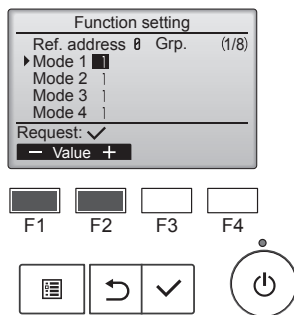 Function setting
Ref. address 0 Grp. (1/8)
Mode 1 1
Mode 2 1
Mode 3 1
Mode 4 1
Request: ✓
− Value +
F1 F2 F3 F4